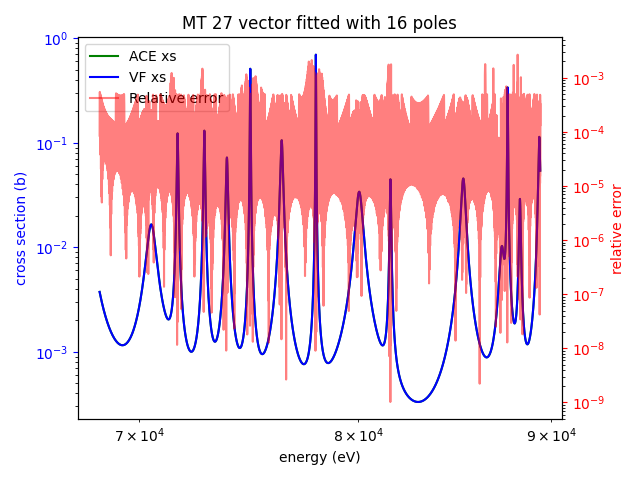 MT 27 vector fitted with 16 poles
ACE xs
VF xs
Relative error
10⁰
10⁻¹
10⁻²
10⁻³
cross section (b)
10⁻³
10⁻⁴
10⁻⁵
10⁻⁶
10⁻⁷
10⁻⁸
10⁻⁹
relative error
7 × 10⁴ 8 × 10⁴ 9 × 10⁴
energy (eV)